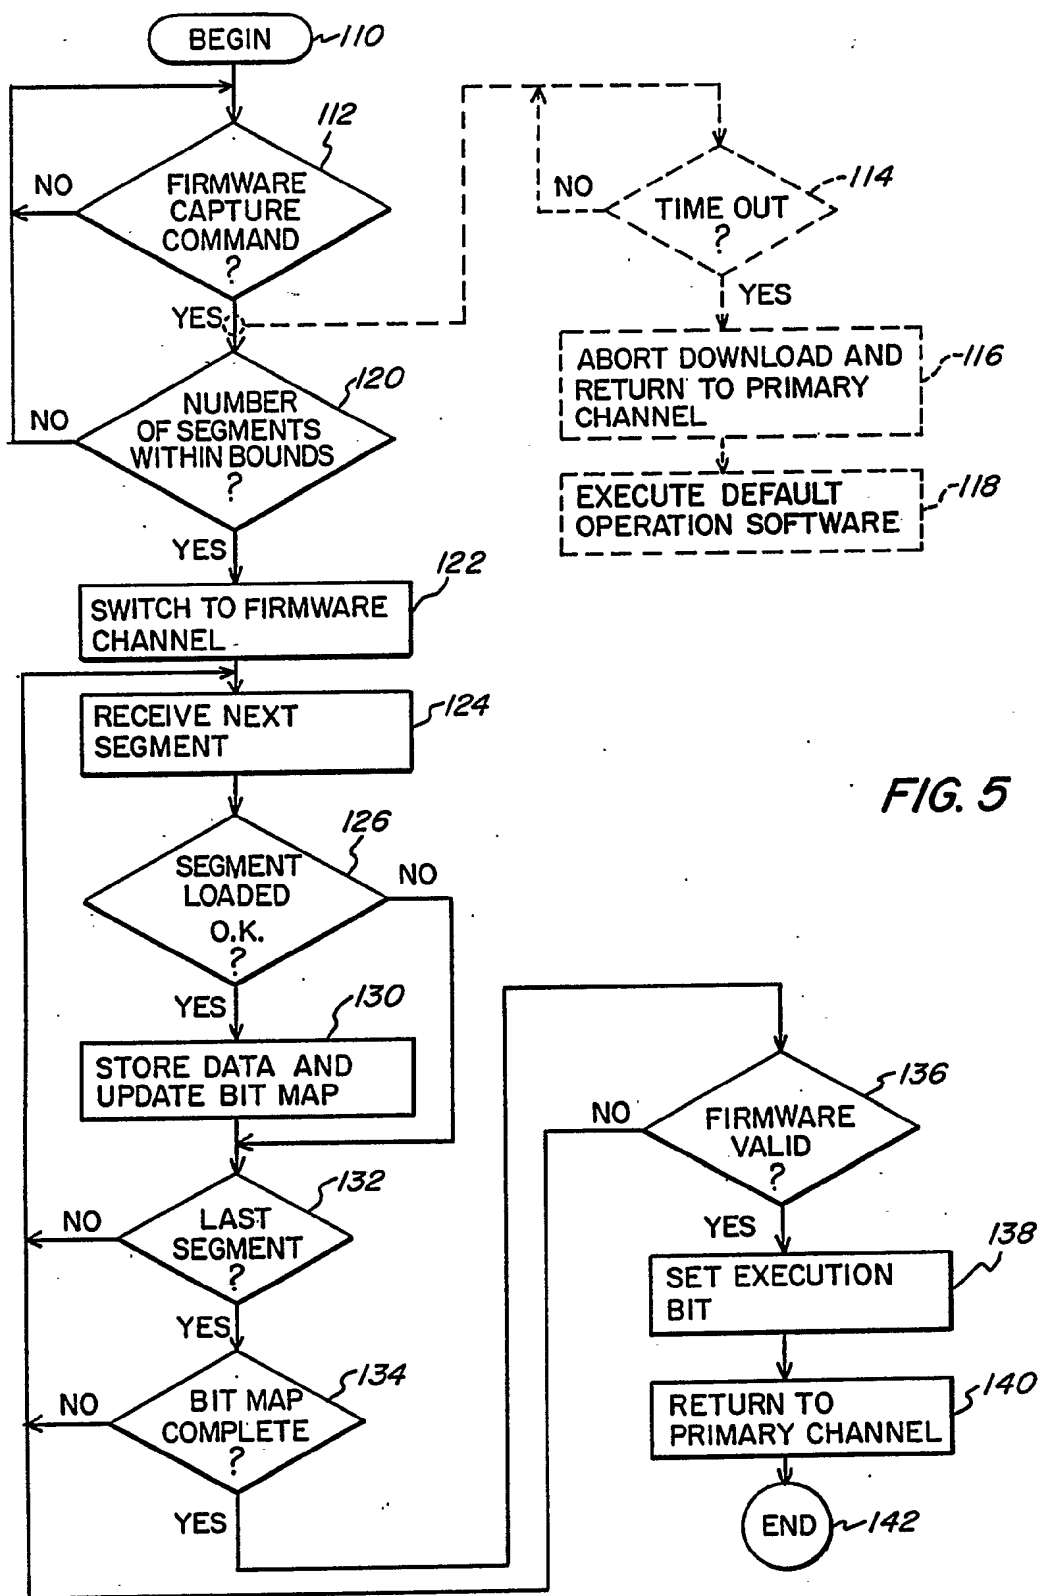 BEGIN
110
112
FIRMWARE
CAPTURE
COMMAND
?
NO
YES
TIME OUT
?
114
NO
YES
ABORT DOWNLOAD AND
RETURN TO PRIMARY
CHANNEL
116
EXECUTE DEFAULT
OPERATION SOFTWARE
118
120
NUMBER
OF SEGMENTS
WITHIN BOUNDS
?
NO
YES
122
SWITCH TO FIRMWARE
CHANNEL
RECEIVE NEXT
SEGMENT
124
FIG. 5
126
SEGMENT
LOADED
O.K.
?
NO
YES
130
STORE DATA AND
UPDATE BIT MAP
132
LAST
SEGMENT
?
NO
YES
134
BIT MAP
COMPLETE
?
NO
YES
136
FIRMWARE
VALID
?
NO
YES
138
SET EXECUTION
BIT
140
RETURN TO
PRIMARY CHANNEL
END
142